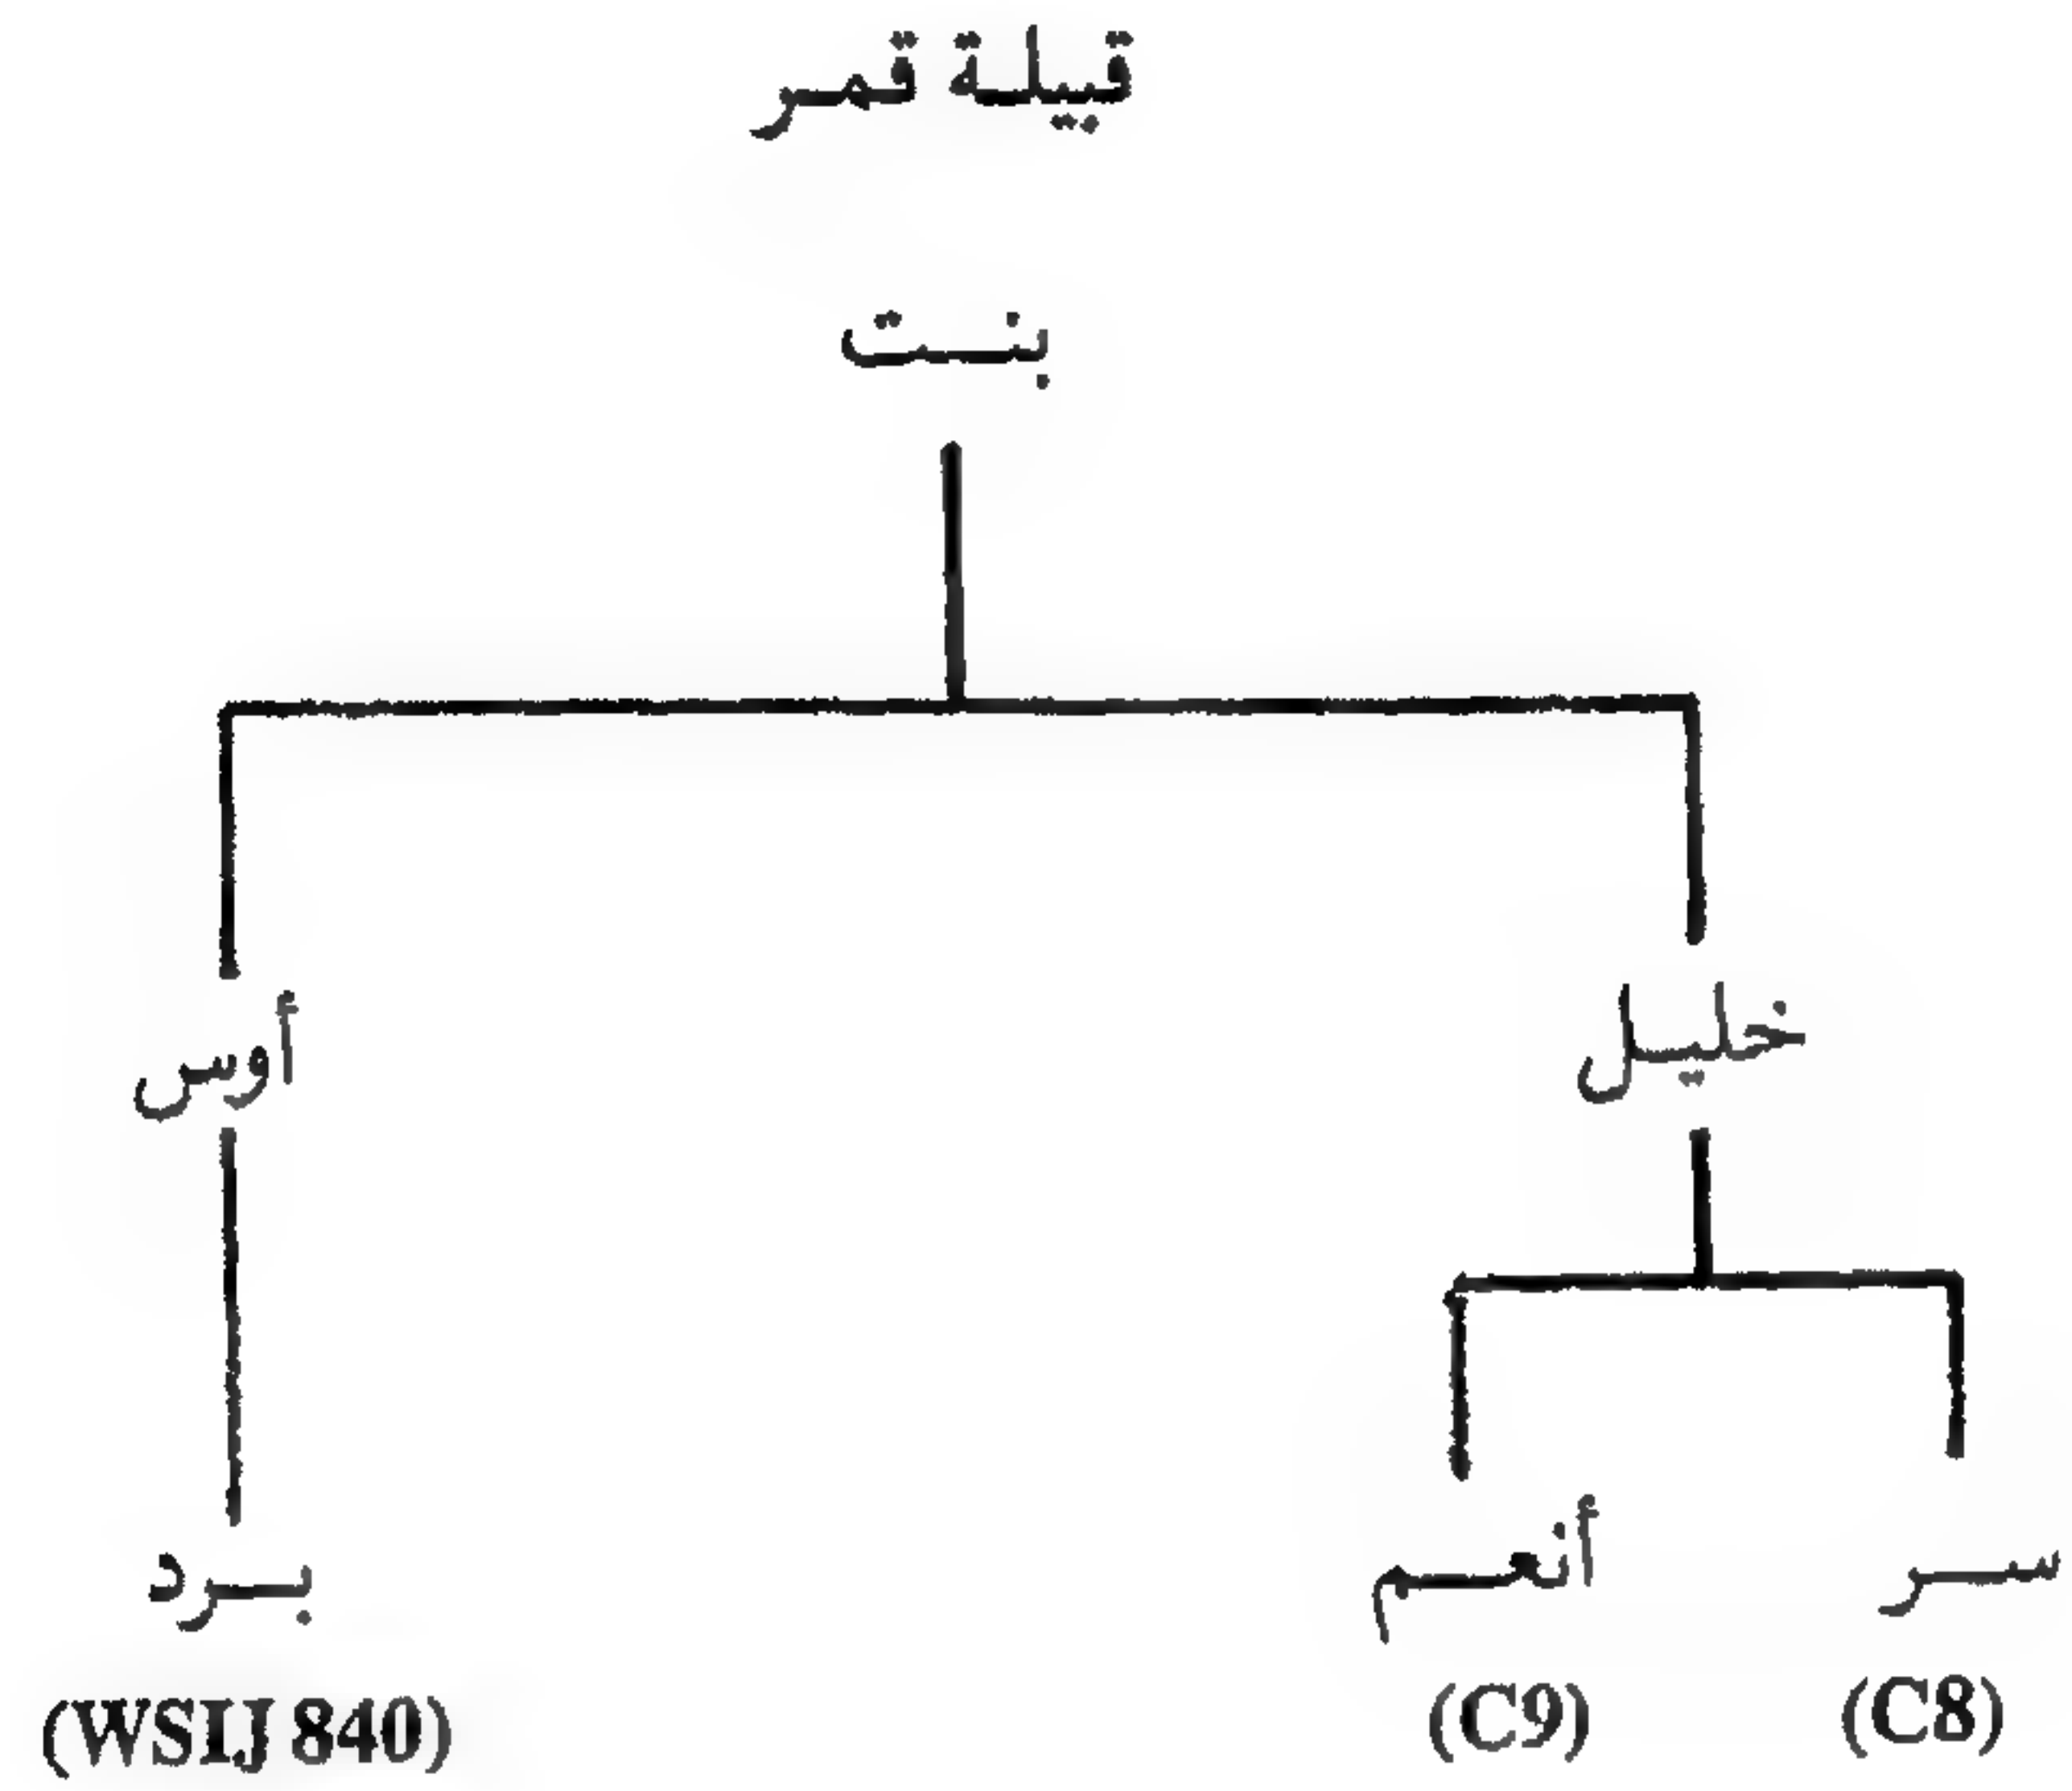 قبيلة قمر
بنت
خليل أوس
سر أنعم برد
(C8) (C9) (WSIJ 840)